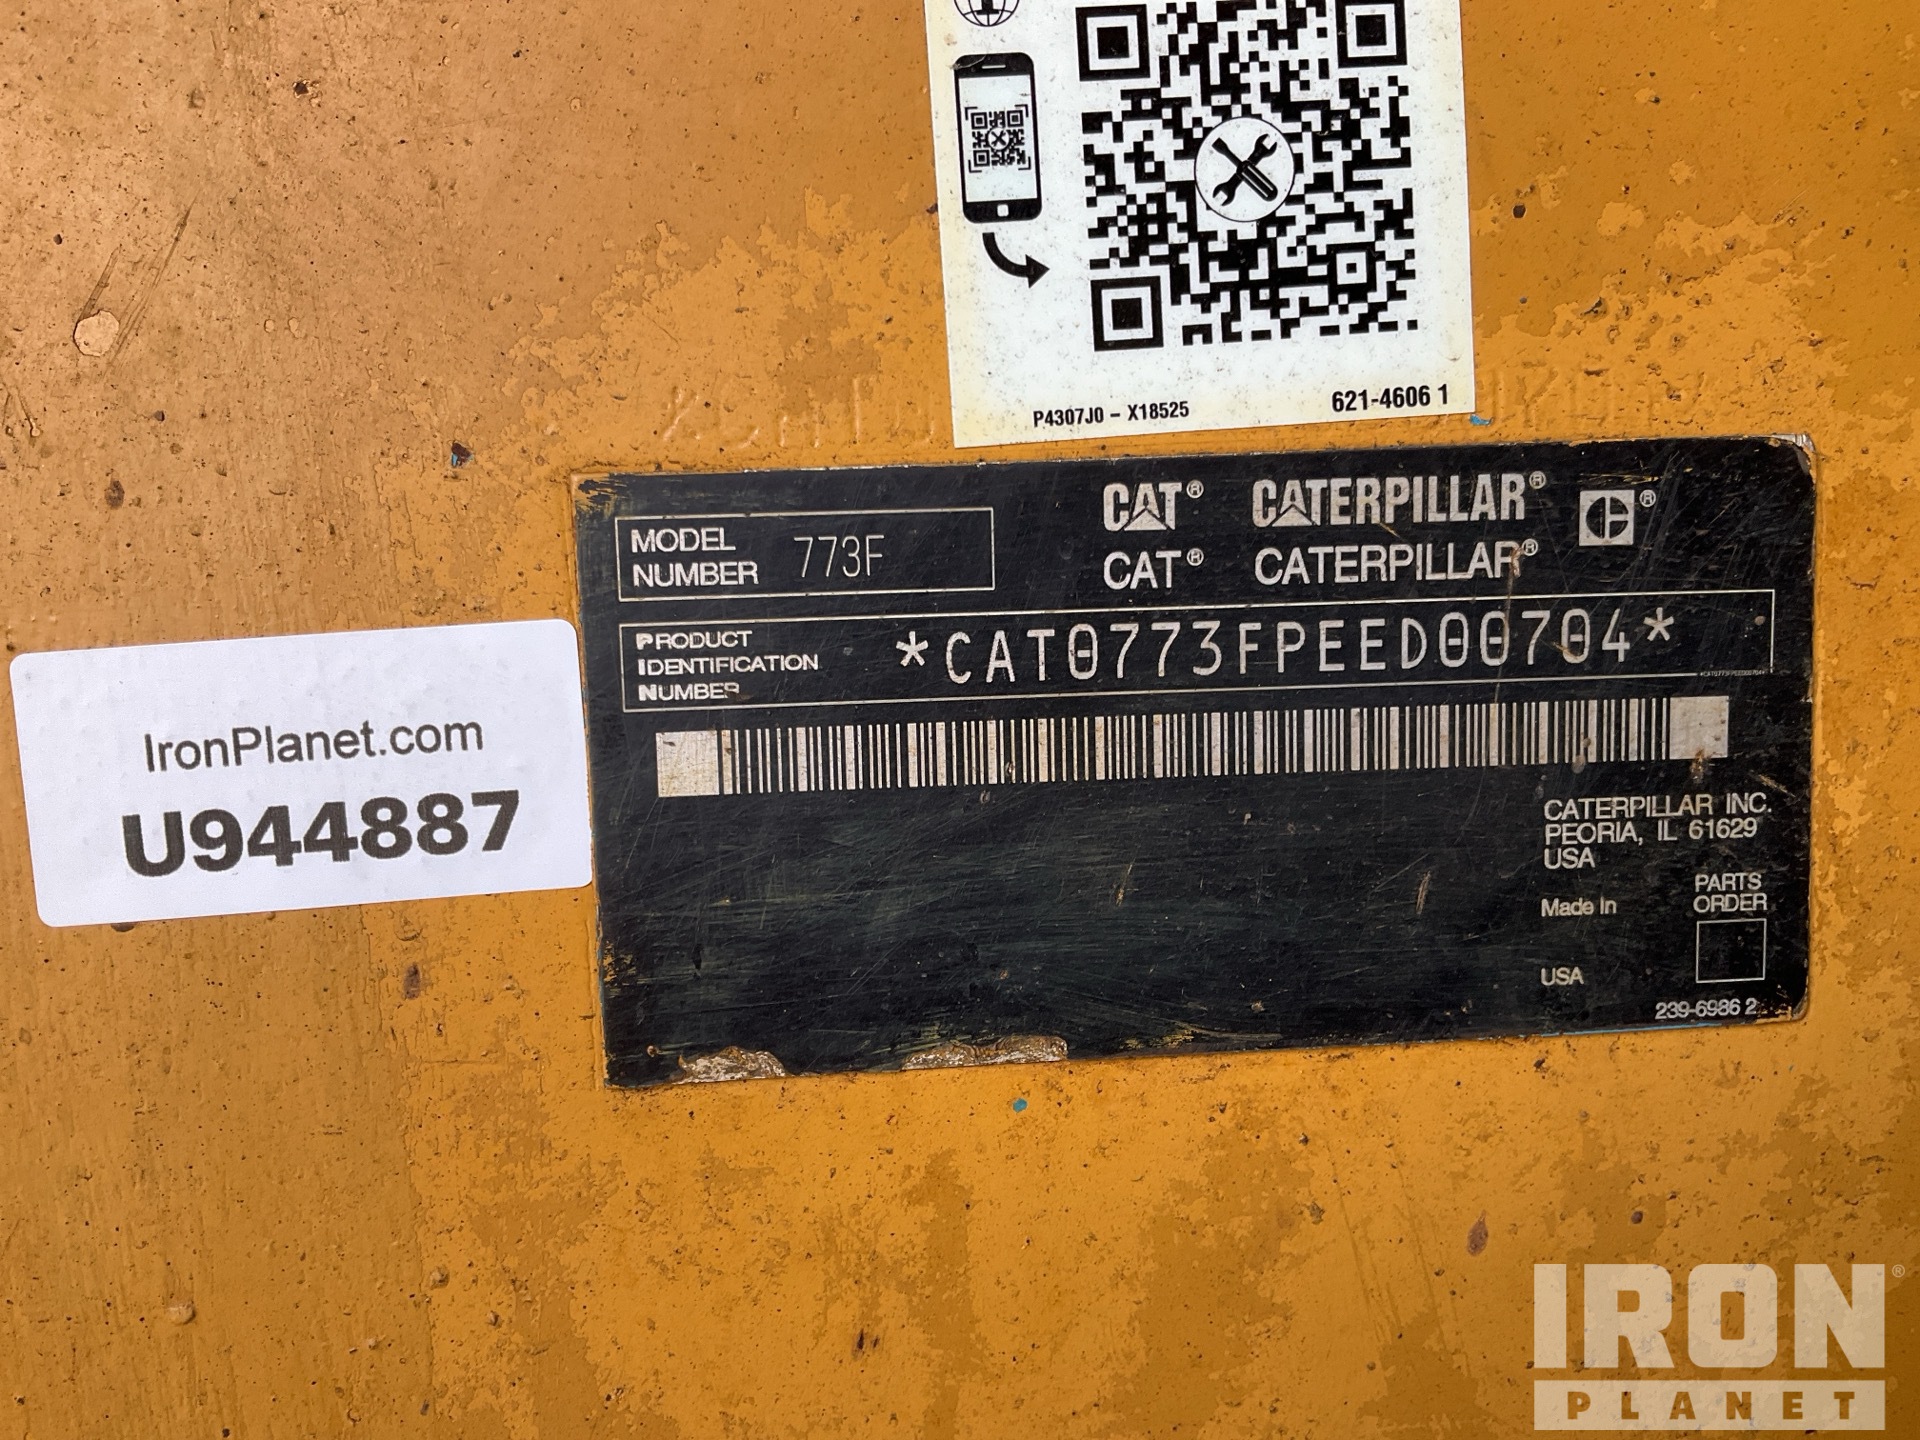 P4307J0 - X18525
621-4606 1
CAT® CATERPILLAR®
MODEL NUMBER 773F
CAT® CATERPILLAR®
PRODUCT IDENTIFICATION NUMBER
*CAT0773FPEED00704*
*CAT0773FPEED00704*
IronPlanet.com
U944887
CATERPILLAR INC.
PEORIA, IL 61629
USA
PARTS
ORDER
Made In
USA
239-6986 2
IRON®
PLANET